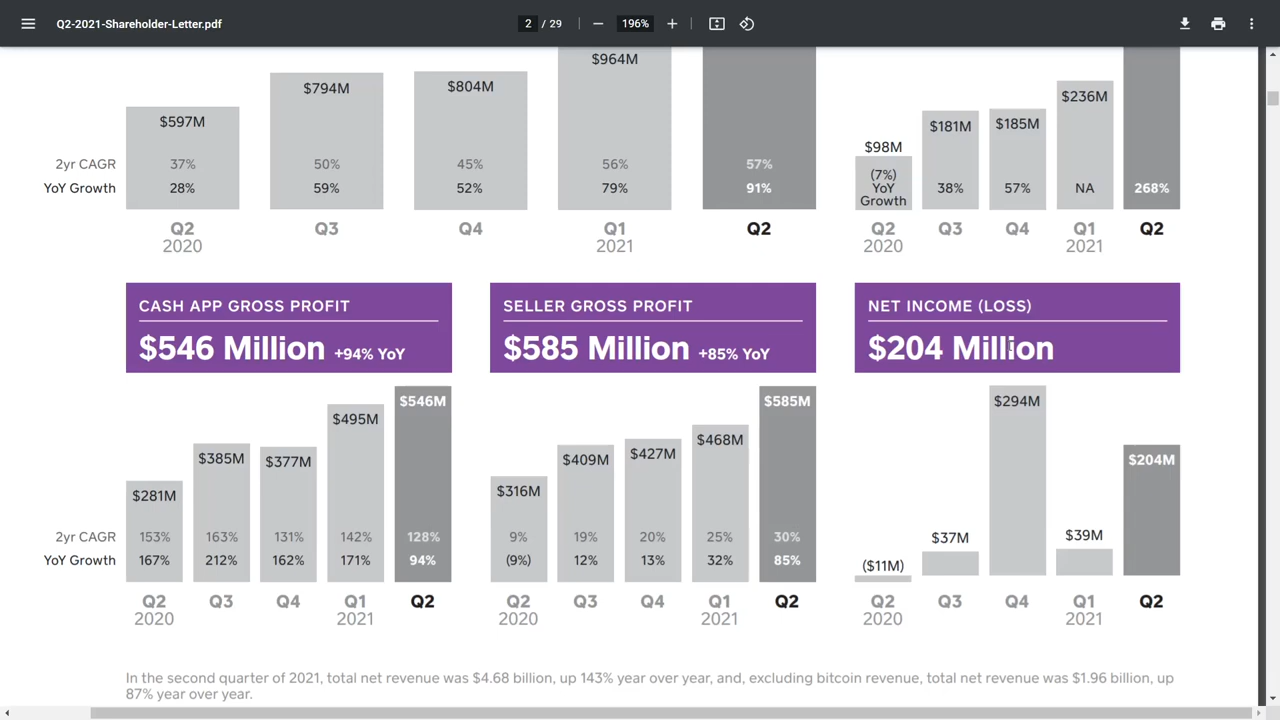 Q2-2021-Shareholder-Letter.pdf
2 / 29
196%
$597M
$794M
$804M
$964M
2yr CAGR 37% 50% 45% 56% 57%
YoY Growth 28% 59% 52% 79% 91%
Q2 Q3 Q4 Q1 Q2
2020 2021
$98M
$181M
$185M
$236M
(7%)
YoY
Growth
38% 57% NA 268%
Q2 Q3 Q4 Q1 Q2
2020 2021
CASH APP GROSS PROFIT
$546 Million +94% YoY
$281M
$385M
$377M
$495M
$546M
2yr CAGR 153% 163% 131% 142% 128%
YoY Growth 167% 212% 162% 171% 94%
Q2 Q3 Q4 Q1 Q2
2020 2021
SELLER GROSS PROFIT
$585 Million +85% YoY
$316M
$409M
$427M
$468M
$585M
9% 19% 20% 25% 30%
(9%) 12% 13% 32% 85%
Q2 Q3 Q4 Q1 Q2
2020 2021
NET INCOME (LOSS)
$204 Million
($11M)
$37M
$294M
$39M
$204M
Q2 Q3 Q4 Q1 Q2
2020 2021
In the second quarter of 2021, total net revenue was $4.68 billion, up 143% year over year, and, excluding bitcoin revenue, total net revenue was $1.96 billion, up
87% year over year.